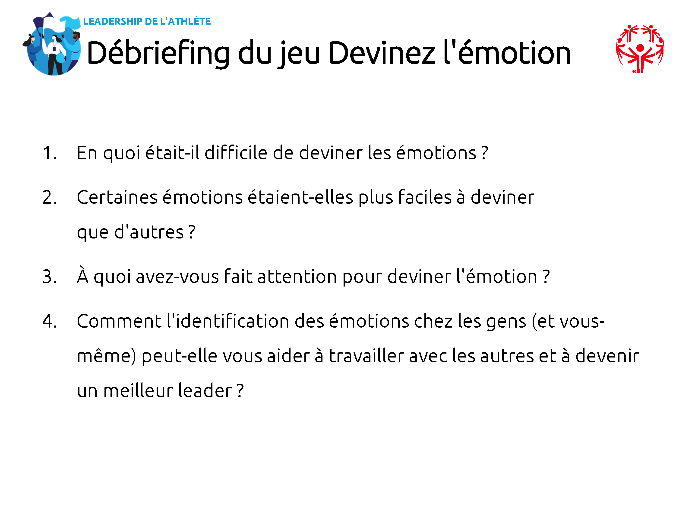 LEADERSHIP DE L'ATHLÈTE
Débriefing du jeu Devinez l'émotion
1. En quoi était-il difficile de deviner les émotions ?
2. Certaines émotions étaient-elles plus faciles à deviner
que d'autres ?
3. À quoi avez-vous fait attention pour deviner l'émotion ?
4. Comment l'identification des émotions chez les gens (et vous-
même) peut-elle vous aider à travailler avec les autres et à devenir
un meilleur leader ?